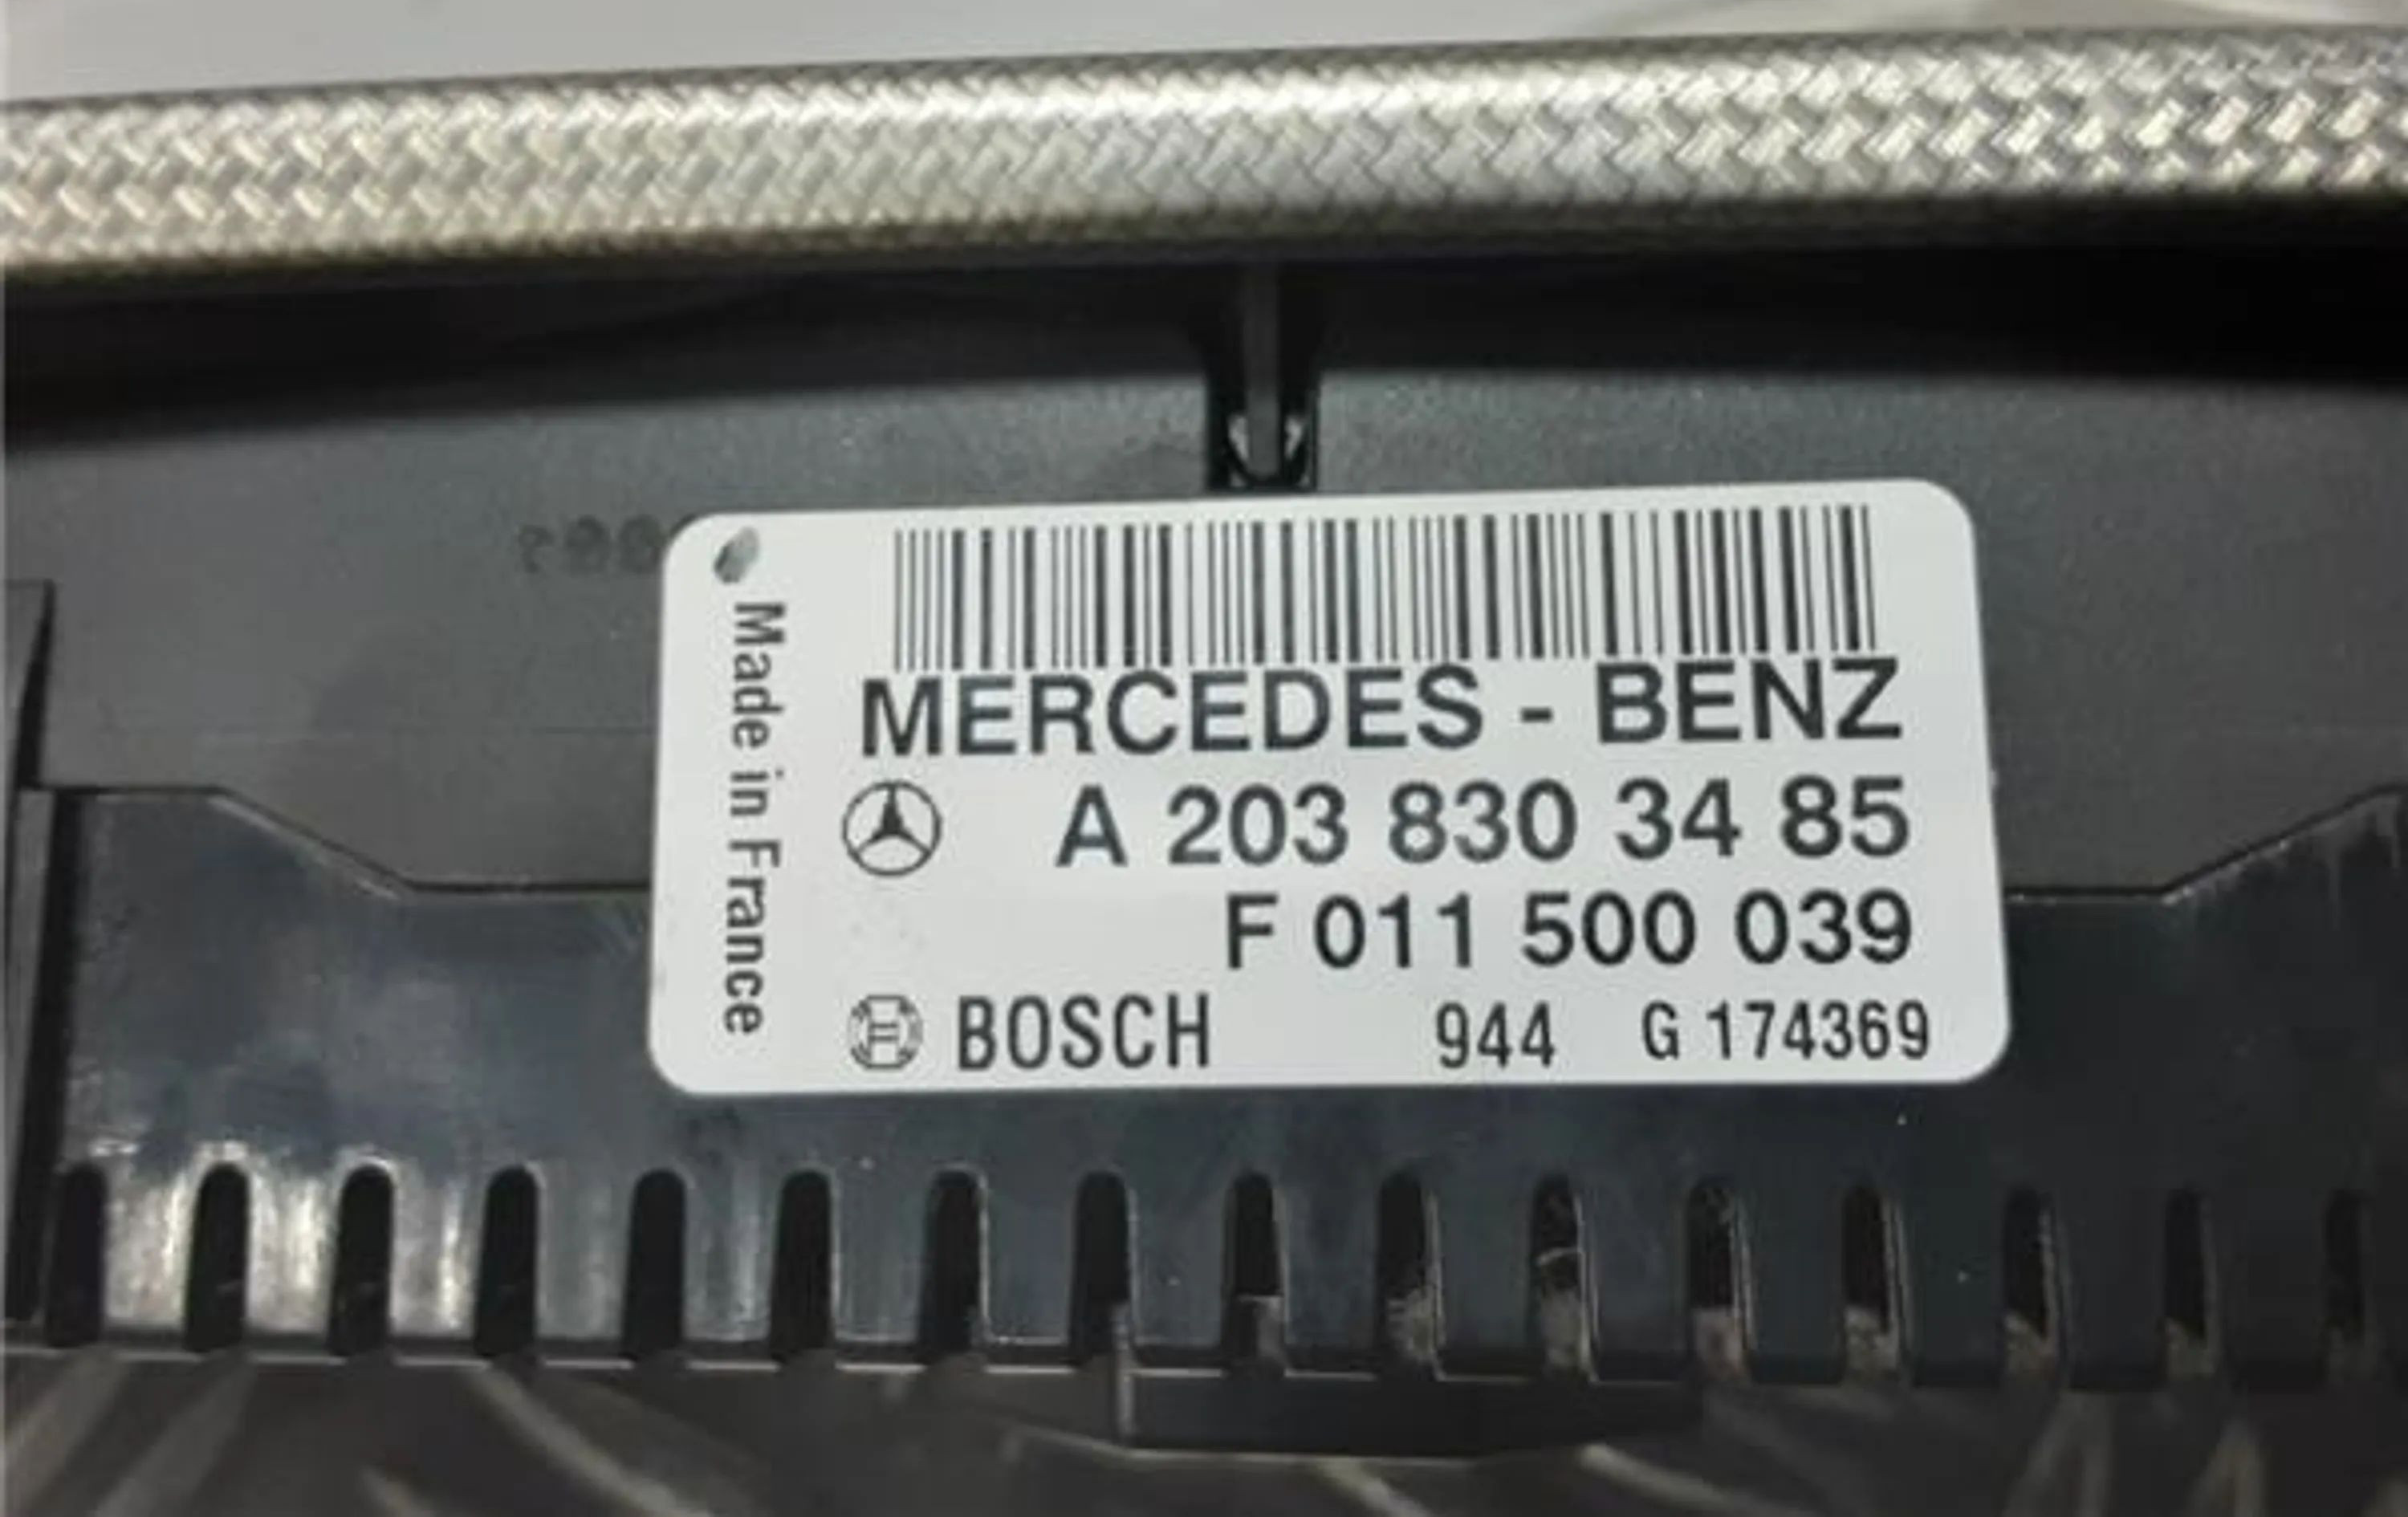 Made in France
MERCEDES - BENZ
A 203 830 34 85
F 011 500 039
BOSCH 944 G 174369